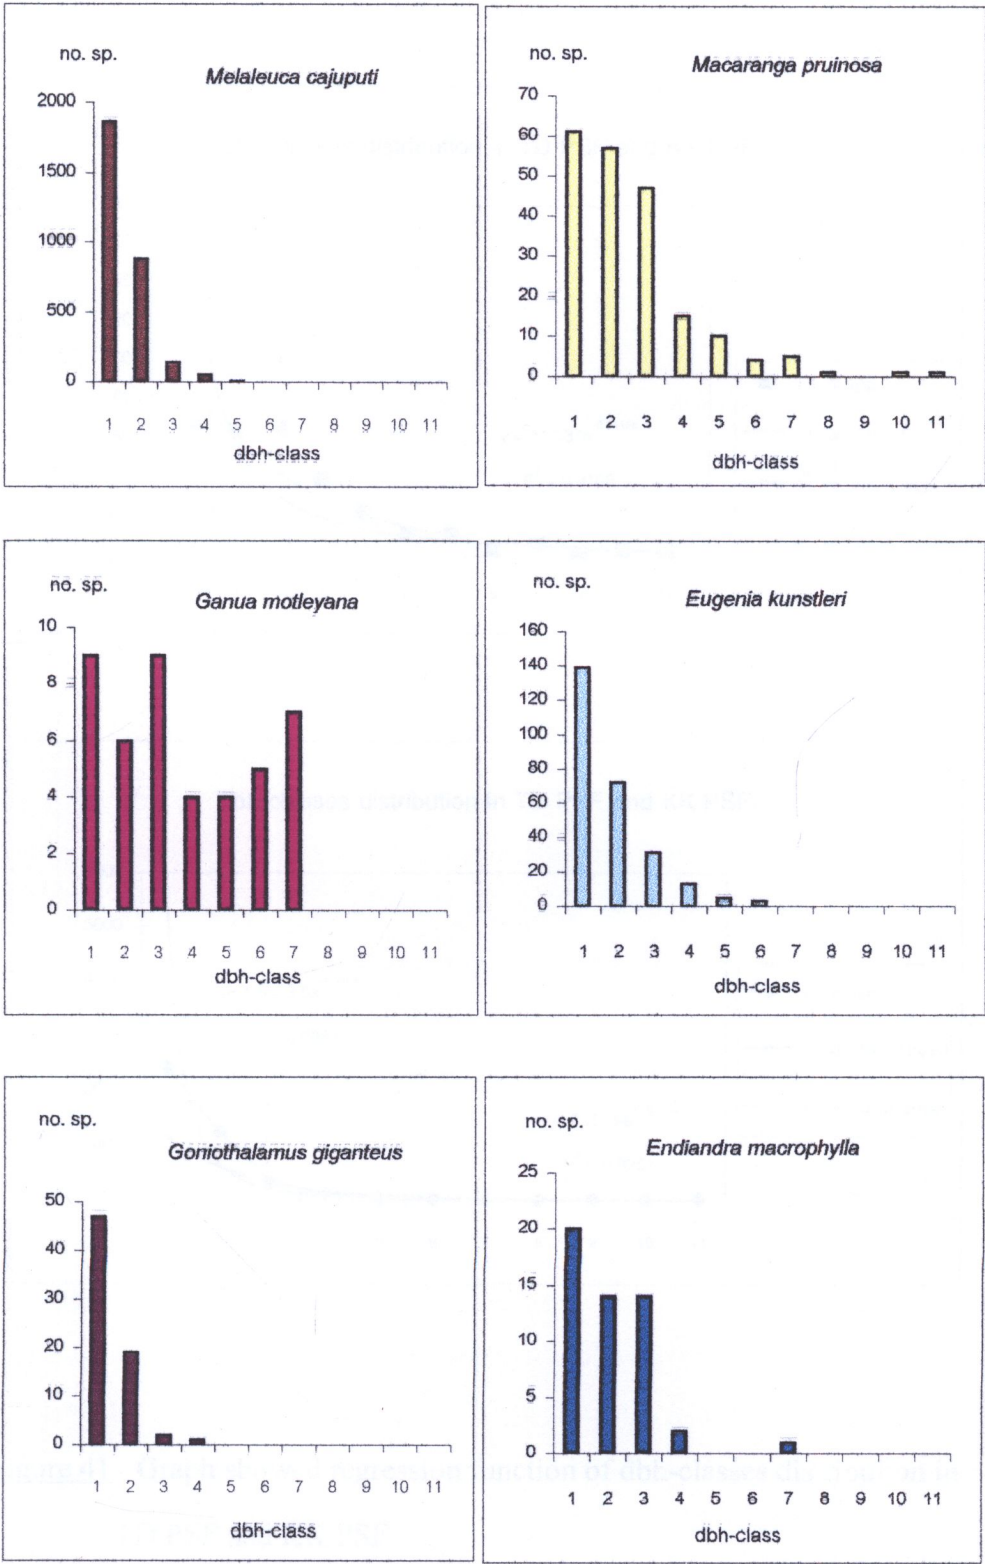 no. sp.
Melaleuca cajuputi
2000
1500
1000
500
0
1 2 3 4 5 6 7 8 9 10 11
dbh-class
no. sp.
Macaranga pruinosa
70
60
50
40
30
20
10
0
1 2 3 4 5 6 7 8 9 10 11
dbh-class
no. sp.
Ganua motleyana
10
8
6
4
2
0
1 2 3 4 5 6 7 8 9 10 11
dbh-class
no. sp.
Eugenia kunstleri
160
140
120
100
80
60
40
20
0
1 2 3 4 5 6 7 8 9 10 11
dbh-class
no. sp.
Goniothalamus giganteus
50
40
30
20
10
0
1 2 3 4 5 6 7 8 9 10 11
dbh-class
no. sp.
Endiandra macrophylla
25
20
15
10
5
0
1 2 3 4 5 6 7 8 9 10 11
dbh-class